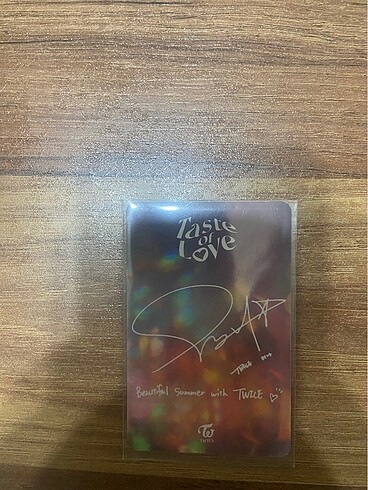 Taste
of
Love
Beautiful Summer with TWICE
TWICE